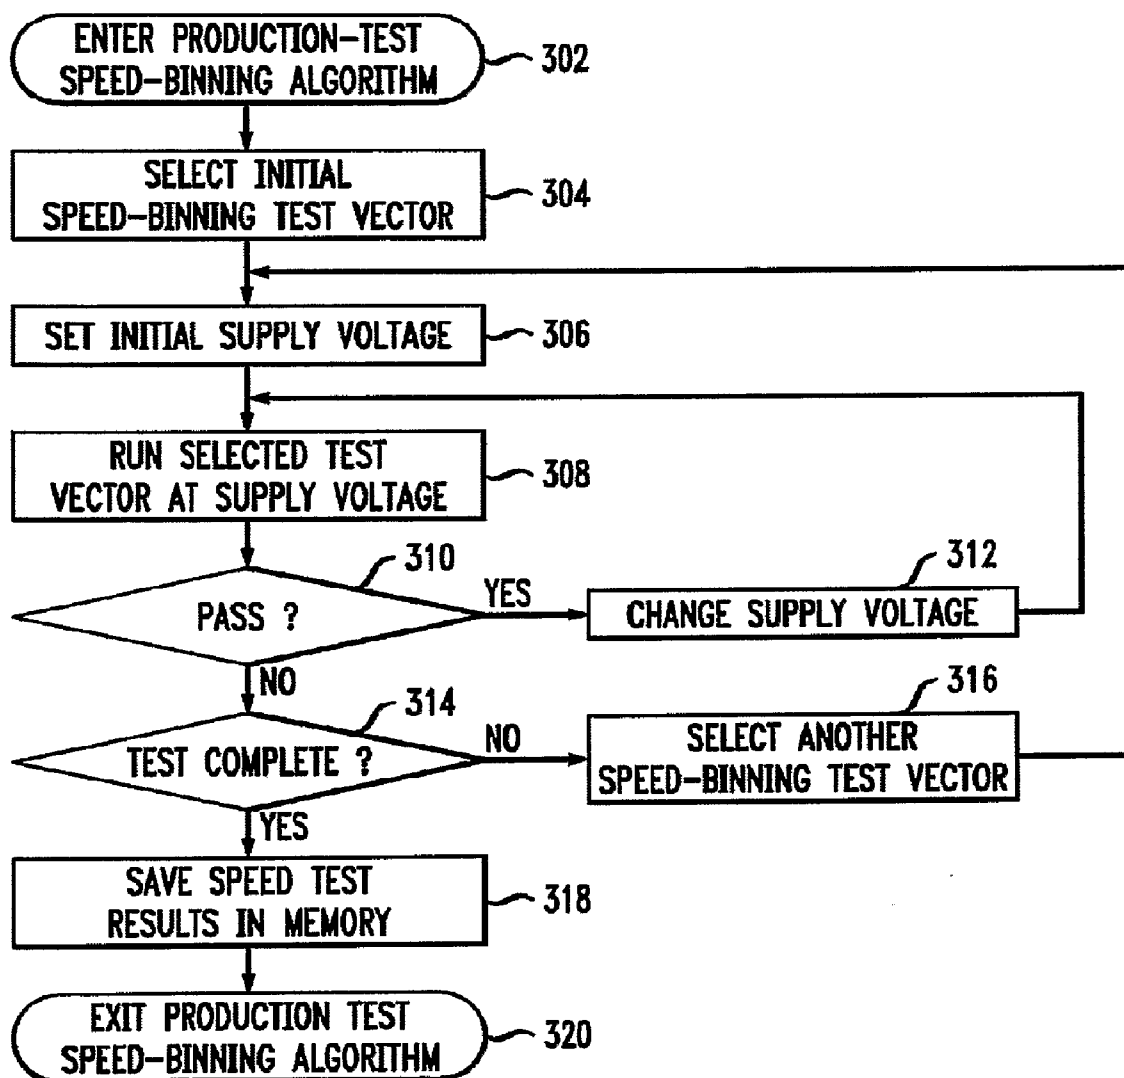 ENTER PRODUCTION-TEST
SPEED-BINNING ALGORITHM
302
SELECT INITIAL
SPEED-BINNING TEST VECTOR
304
SET INITIAL SUPPLY VOLTAGE
306
RUN SELECTED TEST
VECTOR AT SUPPLY VOLTAGE
308
310
PASS ?
YES
312
CHANGE SUPPLY VOLTAGE
NO
314
TEST COMPLETE ?
NO
316
SELECT ANOTHER
SPEED-BINNING TEST VECTOR
YES
SAVE SPEED TEST
RESULTS IN MEMORY
318
EXIT PRODUCTION TEST
SPEED-BINNING ALGORITHM
320